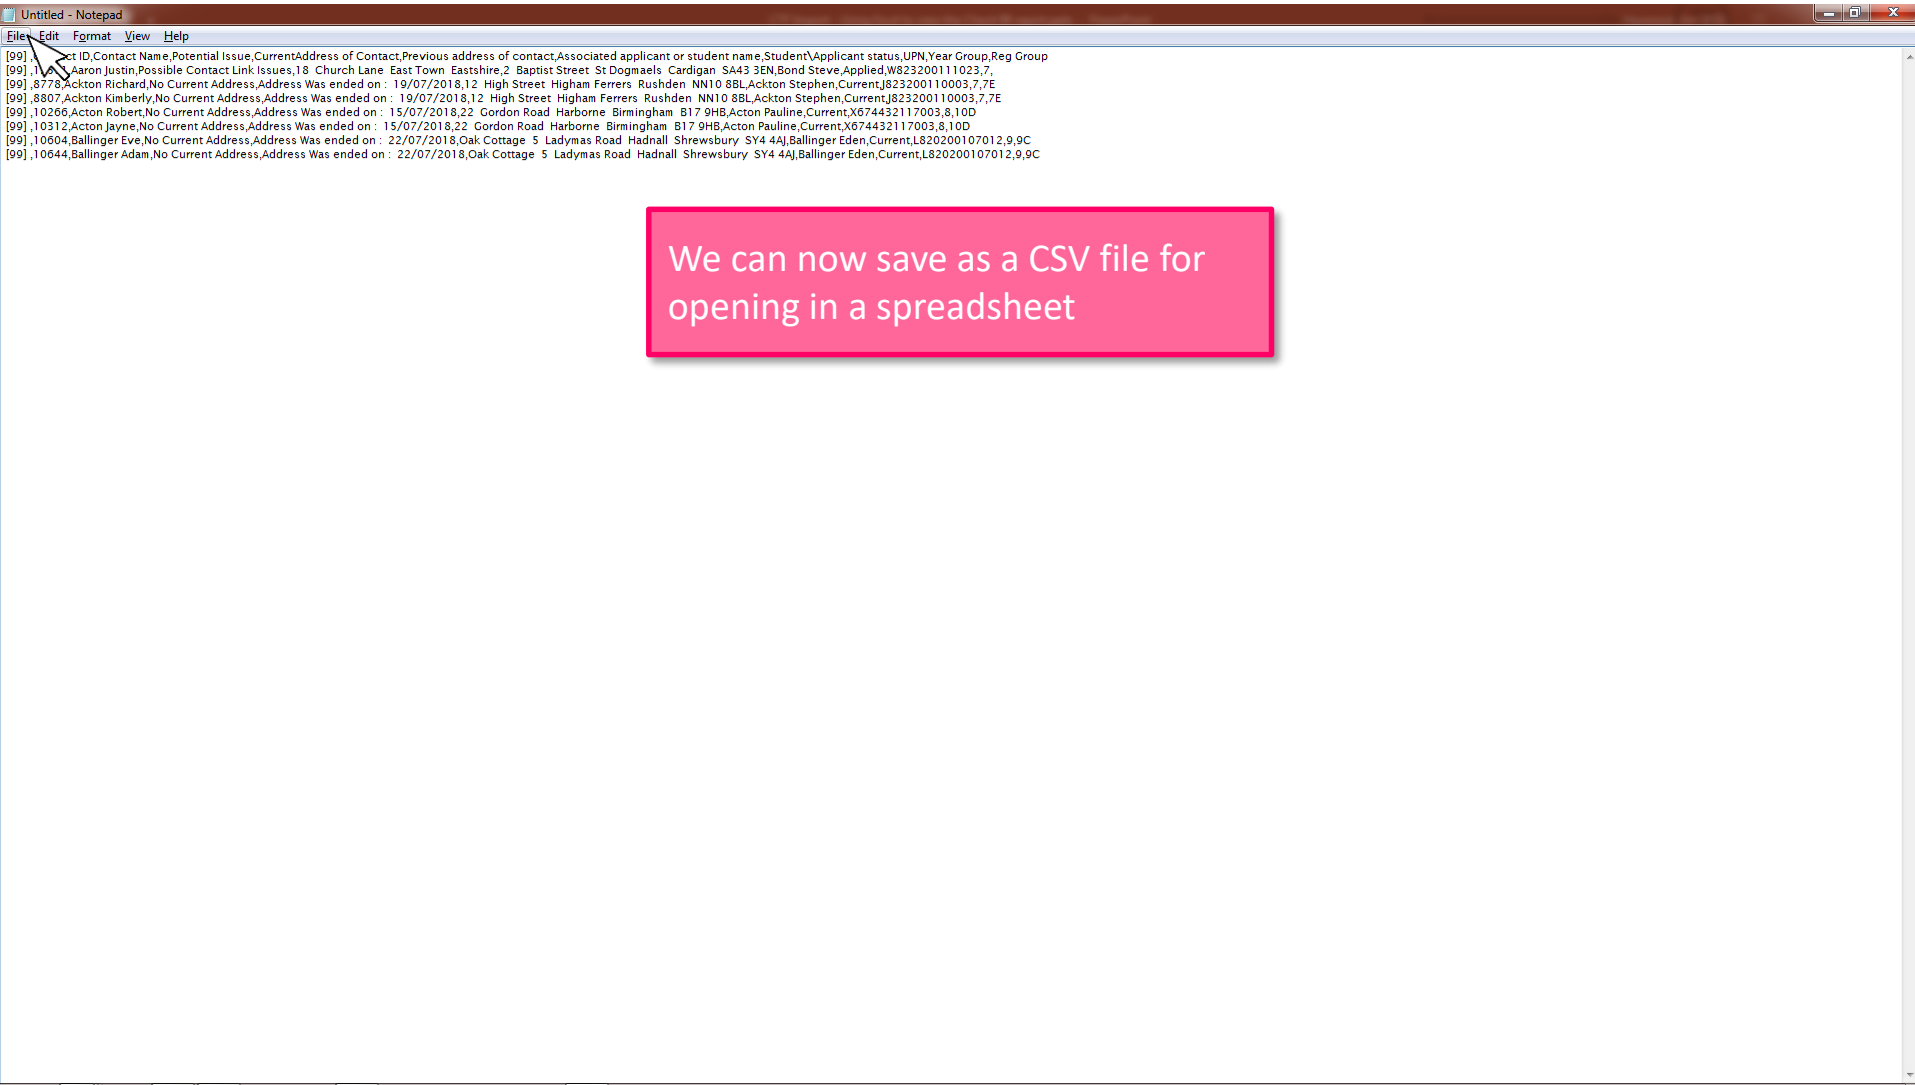 Untitled - Notepad
File Edit Format View Help
[99] ct ID,Contact Name,Potential Issue,CurrentAddress of Contact,Previous address of contact,Associated applicant or student name,Student\Applicant status,UPN,Year Group,Reg Group
[99] Aaron Justin,Possible Contact Link Issues,18 Church Lane East Town Eastshire,2 Baptist Street St Dogmaels Cardigan SA43 3EN,Bond Steve,Applied,W823200111023,7,
[99] ,8778,Ackton Richard,No Current Address,Address Was ended on : 19/07/2018,12 High Street Higham Ferrers Rushden NN10 8BL,Ackton Stephen,Current,J823200110003,7,7E
[99] ,8807,Ackton Kimberly,No Current Address,Address Was ended on : 19/07/2018,12 High Street Higham Ferrers Rushden NN10 8BL,Ackton Stephen,Current,J823200110003,7,7E
[99] ,10266,Acton Robert,No Current Address,Address Was ended on : 15/07/2018,22 Gordon Road Harborne Birmingham B17 9HB,Acton Pauline,Current,X674432117003,8,10D
[99] ,10312,Acton Jayne,No Current Address,Address Was ended on : 15/07/2018,22 Gordon Road Harborne Birmingham B17 9HB,Acton Pauline,Current,X674432117003,8,10D
[99] ,10604,Ballinger Eve,No Current Address,Address Was ended on : 22/07/2018,Oak Cottage 5 Ladymas Road Hadnall Shrewsbury SY4 4AJ,Ballinger Eden,Current,L820200107012,9,9C
[99] ,10644,Ballinger Adam,No Current Address,Address Was ended on : 22/07/2018,Oak Cottage 5 Ladymas Road Hadnall Shrewsbury SY4 4AJ,Ballinger Eden,Current,L820200107012,9,9C
We can now save as a CSV file for
opening in a spreadsheet